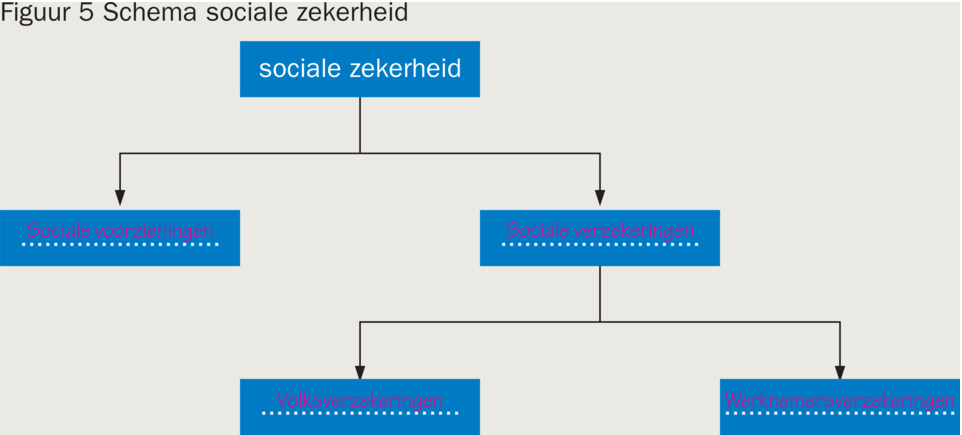 Figuur 5 Schema sociale zekerheid
sociale zekerheid
Sociale voorzieningen
Sociale verzekeringen
Volksverzekeringen
Werknemersverzekeringen